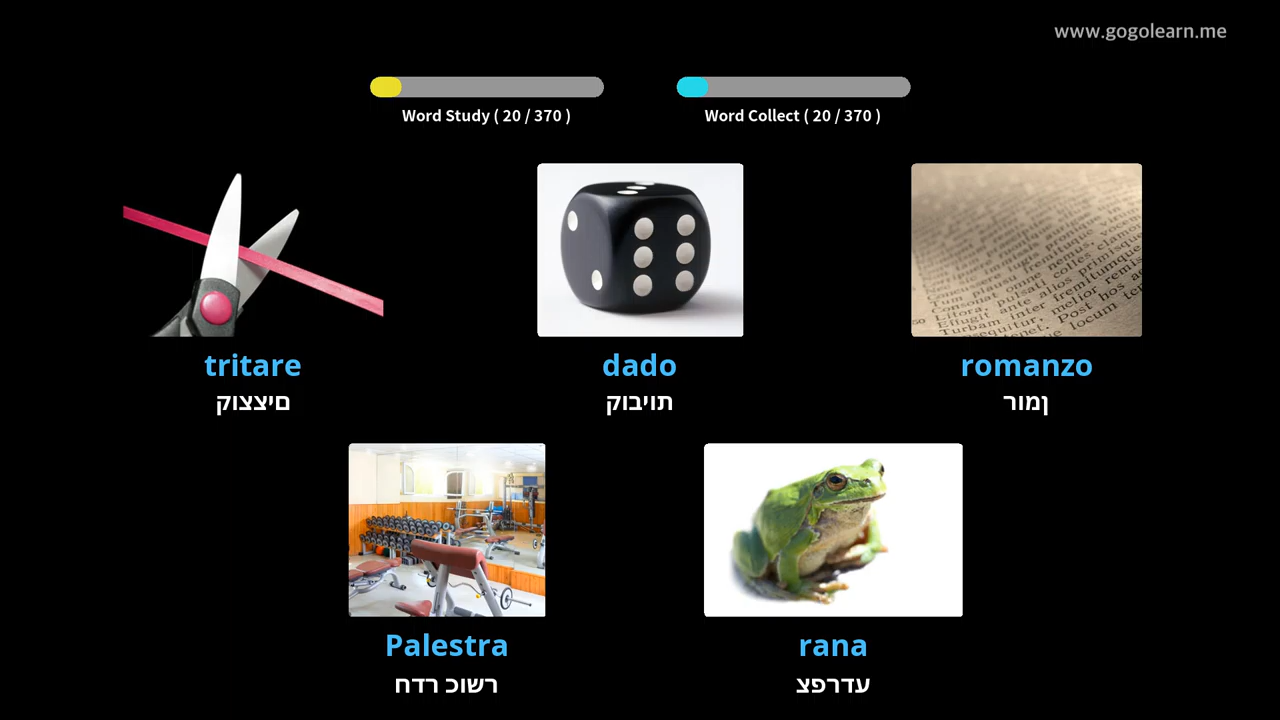 www.gogolearn.me
Word Study ( 20 / 370 )
Word Collect ( 20 / 370 )
tritare
קוצצים
dado
קוביות
romanzo
רומן
Palestra
חדר כושר
rana
צפרדע